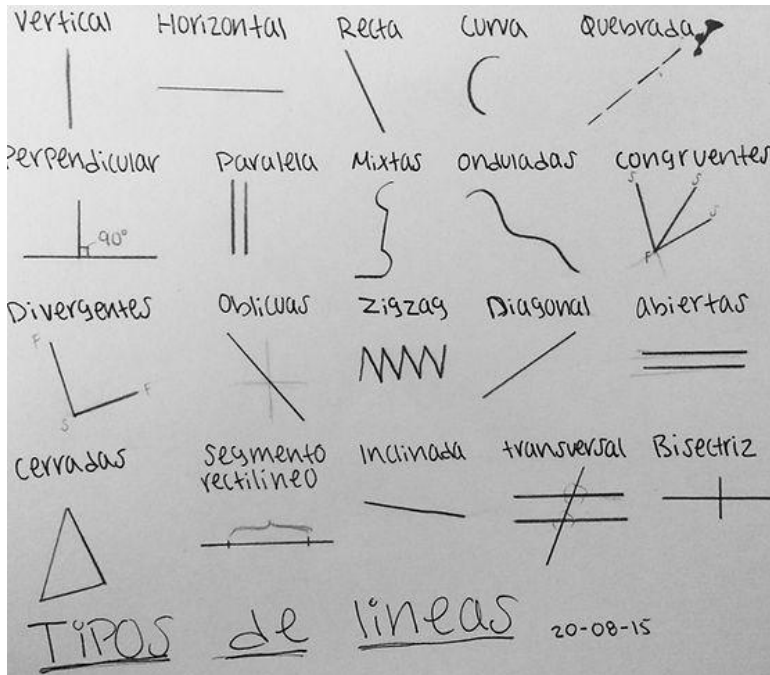 Vertical Horizontal Recta Curva Quebrada
Perpendicular Paralela Mixtas onduladas congruentes
90°
S S S
F
Divergentes Oblicuas zigzag Diagonal abiertas
F F
S
cerradas segmento rectilineo Inclinada transversal Bisectriz
TiPOS de lineas 20-08-15